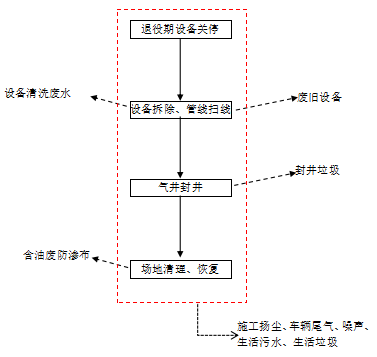 退役期设备关停
设备清洗废水
设备拆除、管线扫线
废旧设备
气井封井
封井垃圾
含油废防渗布
场地清理、恢复
施工扬尘、车辆尾气、噪声、
生活污水、生活垃圾